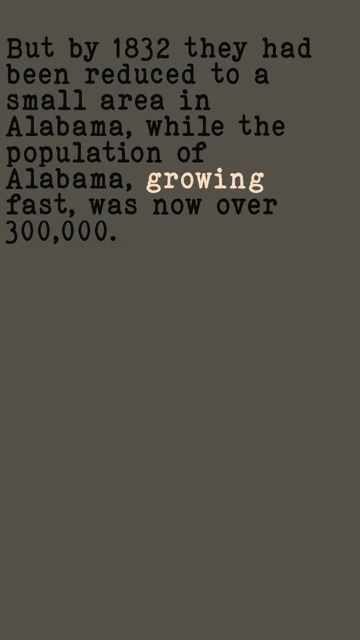 But by 1832 they had
been reduced to a
small area in
Alabama, while the
population of
Alabama, growing
fast, was now over
300,000.